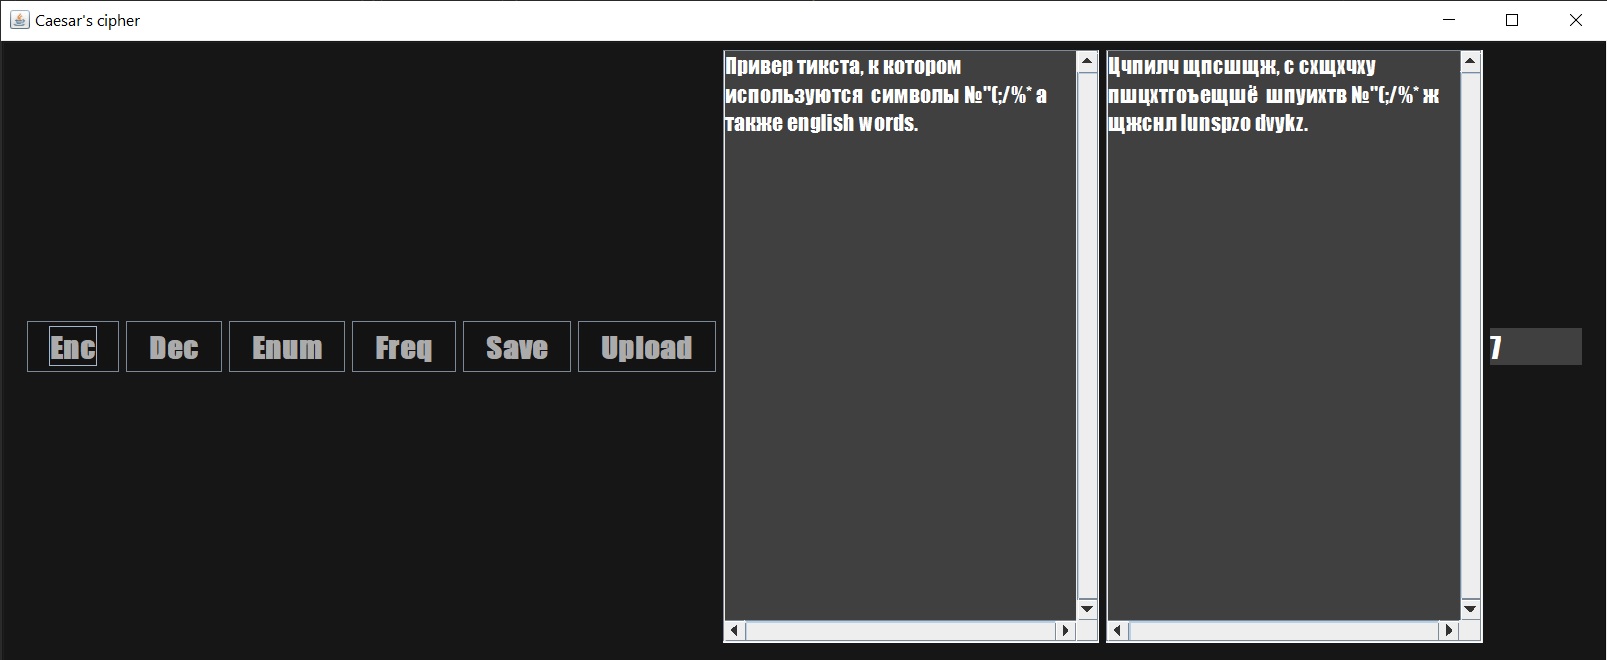 Caesar's cipher
Enc
Dec
Enum
Freq
Save
Upload
Привер тикста, к котором
используются  символы №"(;/%* а
также english words.
Цчпилч щпсшщж, с схщхчху
пшцхтгоъещшё  шпуихтв №"(;/%* ж
щжснл lunspzo dvykz.
7